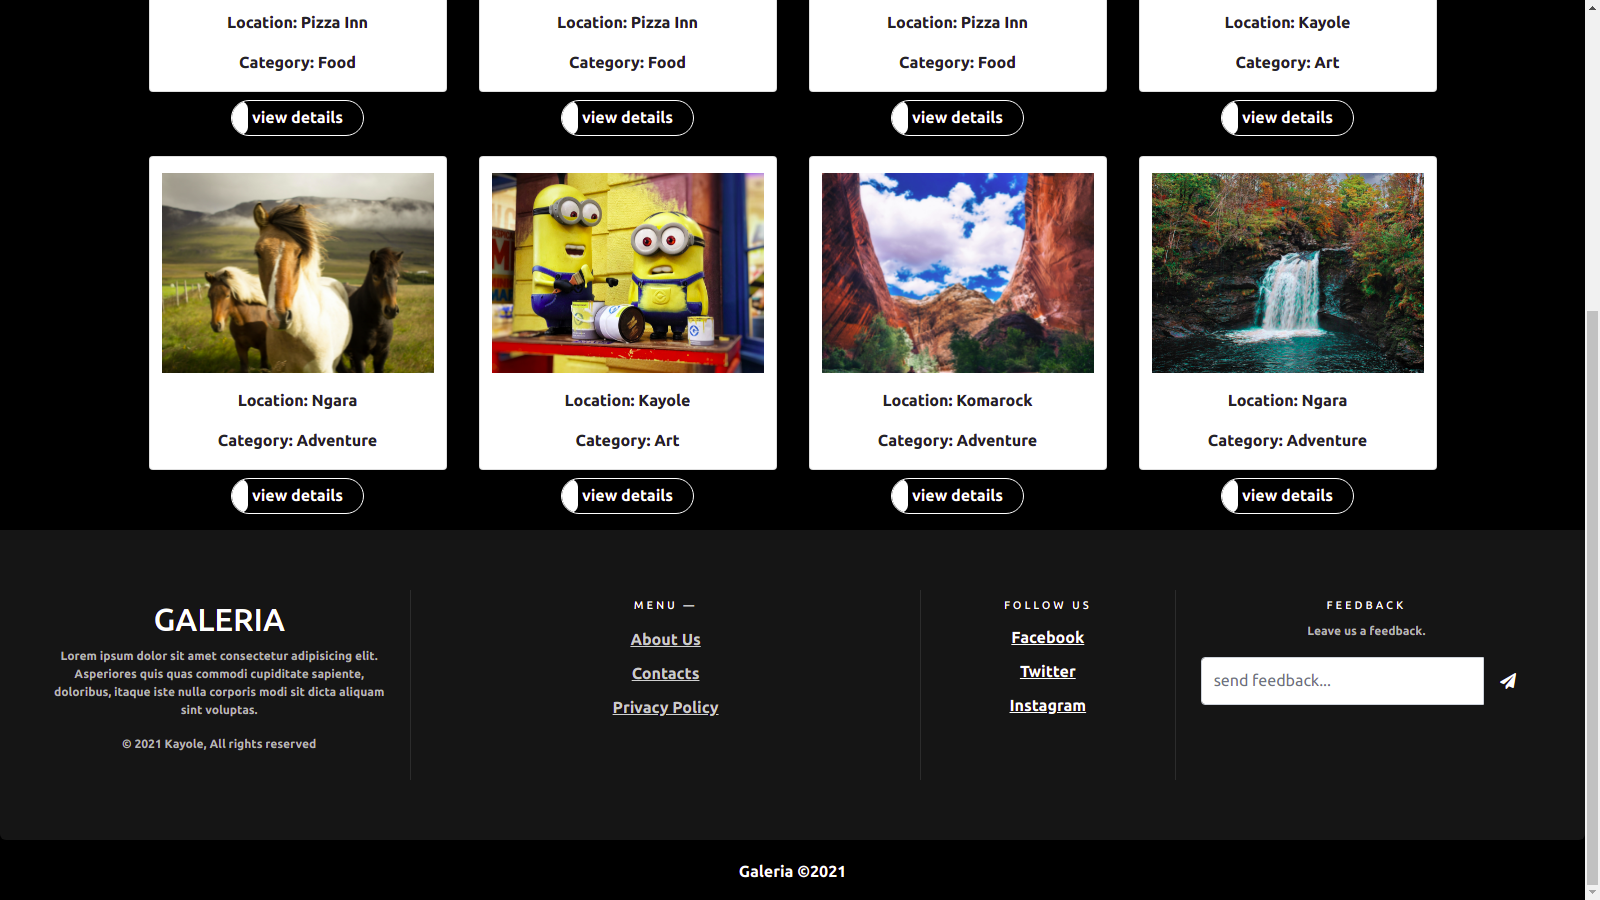 Location: Pizza Inn
Location: Pizza Inn
Location: Pizza Inn
Location: Kayole
Category: Food
Category: Food
Category: Food
Category: Art
view details
view details
view details
view details
Location: Ngara
Location: Kayole
Location: Komarock
Location: Ngara
Category: Adventure
Category: Art
Category: Adventure
Category: Adventure
view details
view details
view details
view details
GALERIA
Lorem ipsum dolor sit amet consectetur adipisicing elit.
Asperiores quis quas commodi cupiditate sapiente,
doloribus, itaque iste nulla corporis modi sit dicta aliquam
sint voluptas.
© 2021 Kayole, All rights reserved
MENU —
About Us
Contacts
Privacy Policy
FOLLOW US
Facebook
Twitter
Instagram
FEEDBACK
Leave us a feedback.
send feedback...
Galeria ©2021